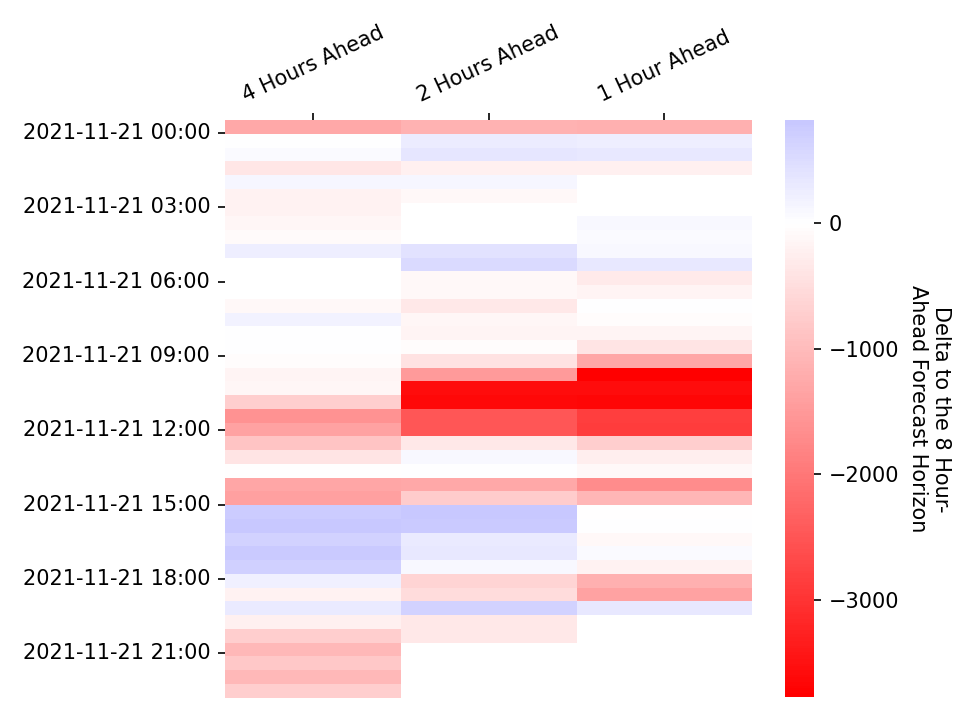 4 Hours Ahead
2 Hours Ahead
1 Hour Ahead
2021-11-21 00:00
2021-11-21 03:00
2021-11-21 06:00
2021-11-21 09:00
2021-11-21 12:00
2021-11-21 15:00
2021-11-21 18:00
2021-11-21 21:00
0
−1000
−2000
−3000
Delta to the 8 Hour-
Ahead Forecast Horizon